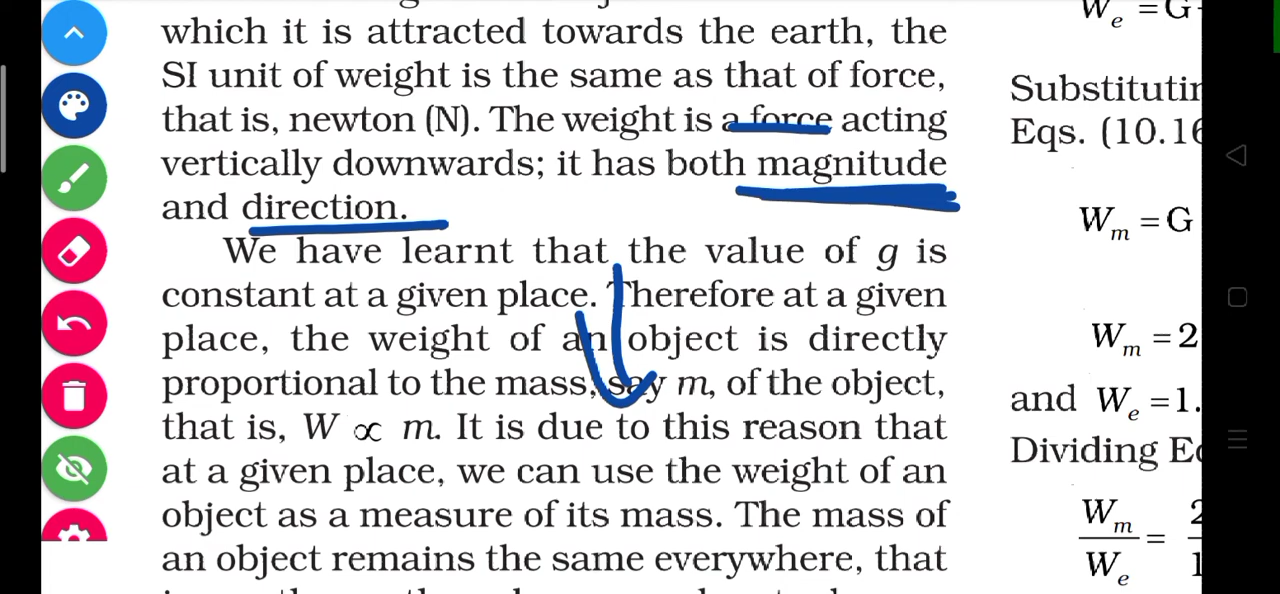 which it is attracted towards the earth, the
SI unit of weight is the same as that of force,
that is, newton (N). The weight is a force acting
vertically downwards; it has both magnitude
and direction.
We have learnt that the value of g is
constant at a given place. Therefore at a given
place, the weight of an object is directly
proportional to the mass, say m, of the object,
that is, W ∝ m. It is due to this reason that
at a given place, we can use the weight of an
object as a measure of its mass. The mass of
an object remains the same everywhere, that
W_e = G
Substitutin
Eqs. (10.16
W_m = G
W_m = 2
and W_e = 1.
Dividing Eq
W_m/W_e = 2/1